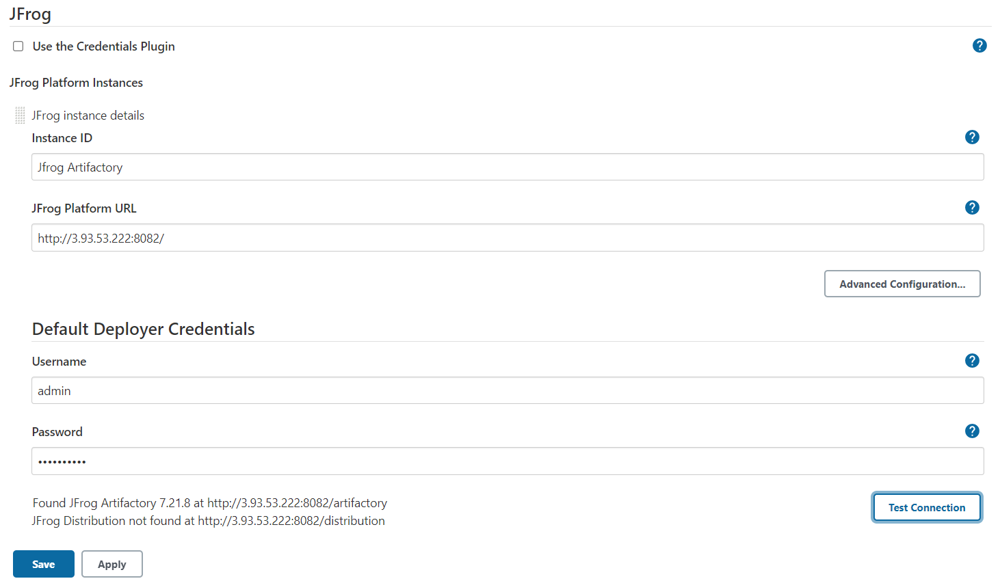 JFrog
Use the Credentials Plugin
?
JFrog Platform Instances
JFrog instance details
Instance ID
?
Jfrog Artifactory
JFrog Platform URL
?
http://3.93.53.222:8082/
Advanced Configuration...
Default Deployer Credentials
Username
?
admin
Password
?
••••••••••
Found JFrog Artifactory 7.21.8 at http://3.93.53.222:8082/artifactory
JFrog Distribution not found at http://3.93.53.222:8082/distribution
Test Connection
Save
Apply